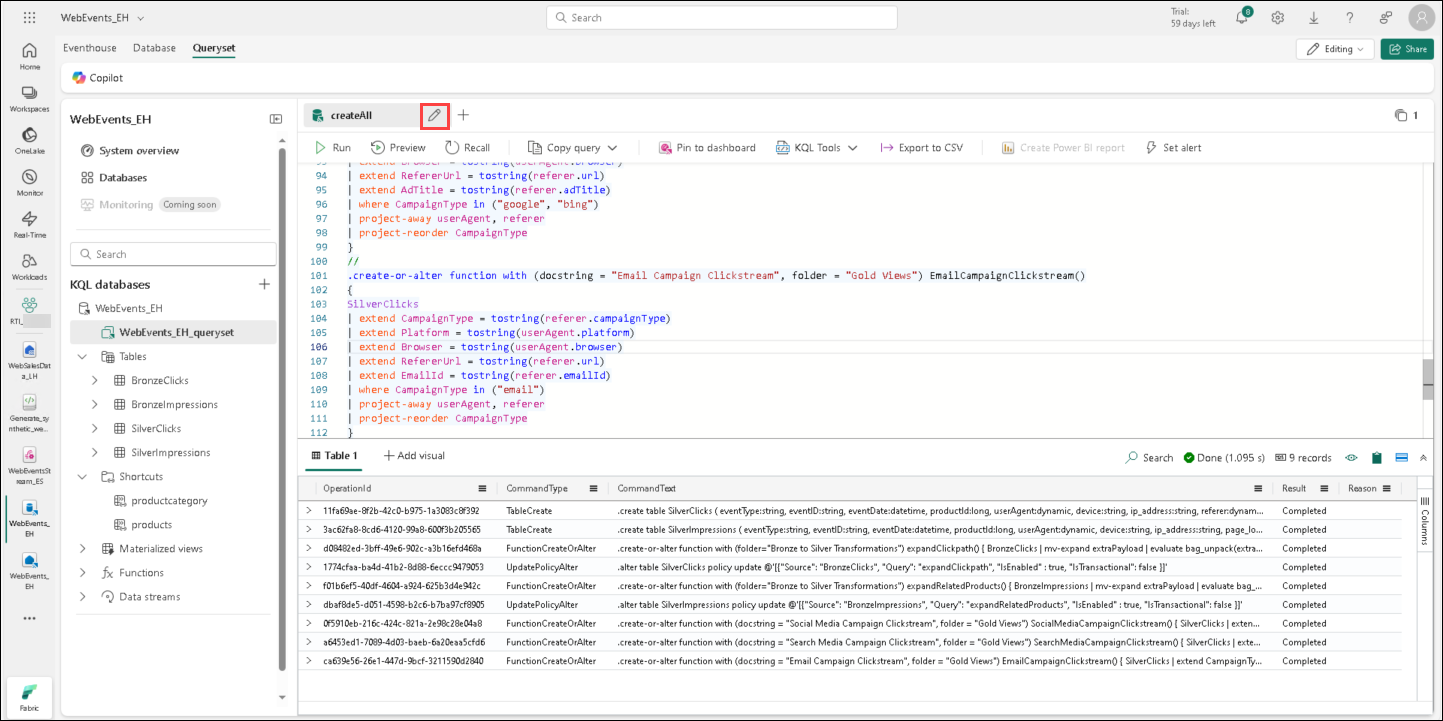 WebEvents_EH
Search
Trial:
59 days left
8
Eventhouse Database Queryset
Editing
Share
Copilot
Home
Workspaces
OneLake
Monitor
Real-Time
Workloads
RTI_
WebSalesDat
a_LH
Generate_sy
nthetic_we...
WebEventsSt
ream_ES
WebEvents_
EH
WebEvents_
EH
Fabric
WebEvents_EH
System overview
Databases
Monitoring Coming soon
Search
KQL databases
WebEvents_EH
WebEvents_EH_queryset
Tables
BronzeClicks
BronzeImpressions
SilverClicks
SilverImpressions
Shortcuts
productcategory
products
Materialized views
Functions
Data streams
createAll
1
Run Preview Recall Copy query Pin to dashboard KQL Tools Export to CSV Create Power BI report Set alert
93 | extend Browser = tostring(userAgent.browser)
94 | extend RefererUrl = tostring(referer.url)
95 | extend AdTitle = tostring(referer.adTitle)
96 | where CampaignType in ("google", "bing")
97 | project-away userAgent, referer
98 | project-reorder CampaignType
99 }
100 //
101 .create-or-alter function with (docstring = "Email Campaign Clickstream", folder = "Gold Views") EmailCampaignClickstream()
102 {
103 SilverClicks
104 | extend CampaignType = tostring(referer.campaignType)
105 | extend Platform = tostring(userAgent.platform)
106 | extend Browser = tostring(userAgent.browser)
107 | extend RefererUrl = tostring(referer.url)
108 | extend EmailId = tostring(referer.emailId)
109 | where CampaignType in ("email")
110 | project-away userAgent, referer
111 | project-reorder CampaignType
112 }
Table 1 Add visual Search Done (1.095 s) 9 records
OperationId CommandType CommandText Result Reason
11fa69ae-8f2b-42c0-b975-1a3083c8f392 TableCreate .create table SilverClicks ( eventType:string, eventID:string, eventDate:datetime, productId:long, userAgent:dynamic, device:string, ip_address:string, referer:dynam... Completed
3ac62fa8-8cd6-4120-99a8-600f3b205565 TableCreate .create table SilverImpressions ( eventType:string, eventID:string, eventDate:datetime, productId:long, userAgent:dynamic, device:string, ip_address:string, page_lo... Completed
d08482ed-3bff-49e6-902c-a3b16efd468a FunctionCreateOrAlter .create-or-alter function with (folder="Bronze to Silver Transformations") expandClickpath() { BronzeClicks | mv-expand extraPayload | evaluate bag_unpack(extra... Completed
1774cfaa-ba4d-41b2-8d88-6eccc9479053 UpdatePolicyAlter .alter table SilverClicks policy update @'[{"Source": "BronzeClicks", "Query": "expandClickpath", "IsEnabled" : true, "IsTransactional": false }]' Completed
f01b6ef5-40df-4604-a924-625b3d4e942c FunctionCreateOrAlter .create-or-alter function with (folder="Bronze to Silver Transformations") expandRelatedProducts() { BronzeImpressions | mv-expand extraPayload | evaluate bag_... Completed
dbaf8de5-d051-4598-b2c6-b7ba97cf8905 UpdatePolicyAlter .alter table SilverImpressions policy update @'[{"Source": "BronzeImpressions", "Query": "expandRelatedProducts", "IsEnabled" : true, "IsTransactional": false }]' Completed
0f5910eb-216c-424c-821a-2e98c28e04a8 FunctionCreateOrAlter .create-or-alter function with (docstring = "Social Media Campaign Clickstream", folder = "Gold Views") SocialMediaCampaignClickstream() { SilverClicks | exten... Completed
a6453ed1-7089-4d03-baeb-6a20eaa5cfd6 FunctionCreateOrAlter .create-or-alter function with (docstring = "Search Media Campaign Clickstream", folder = "Gold Views") SearchMediaCampaignClickstream() { SilverClicks | exte... Completed
ca639e56-26e1-447d-9bcf-3211590d2840 FunctionCreateOrAlter .create-or-alter function with (docstring = "Email Campaign Clickstream", folder = "Gold Views") EmailCampaignClickstream() { SilverClicks | extend CampaignTy... Completed
Columns